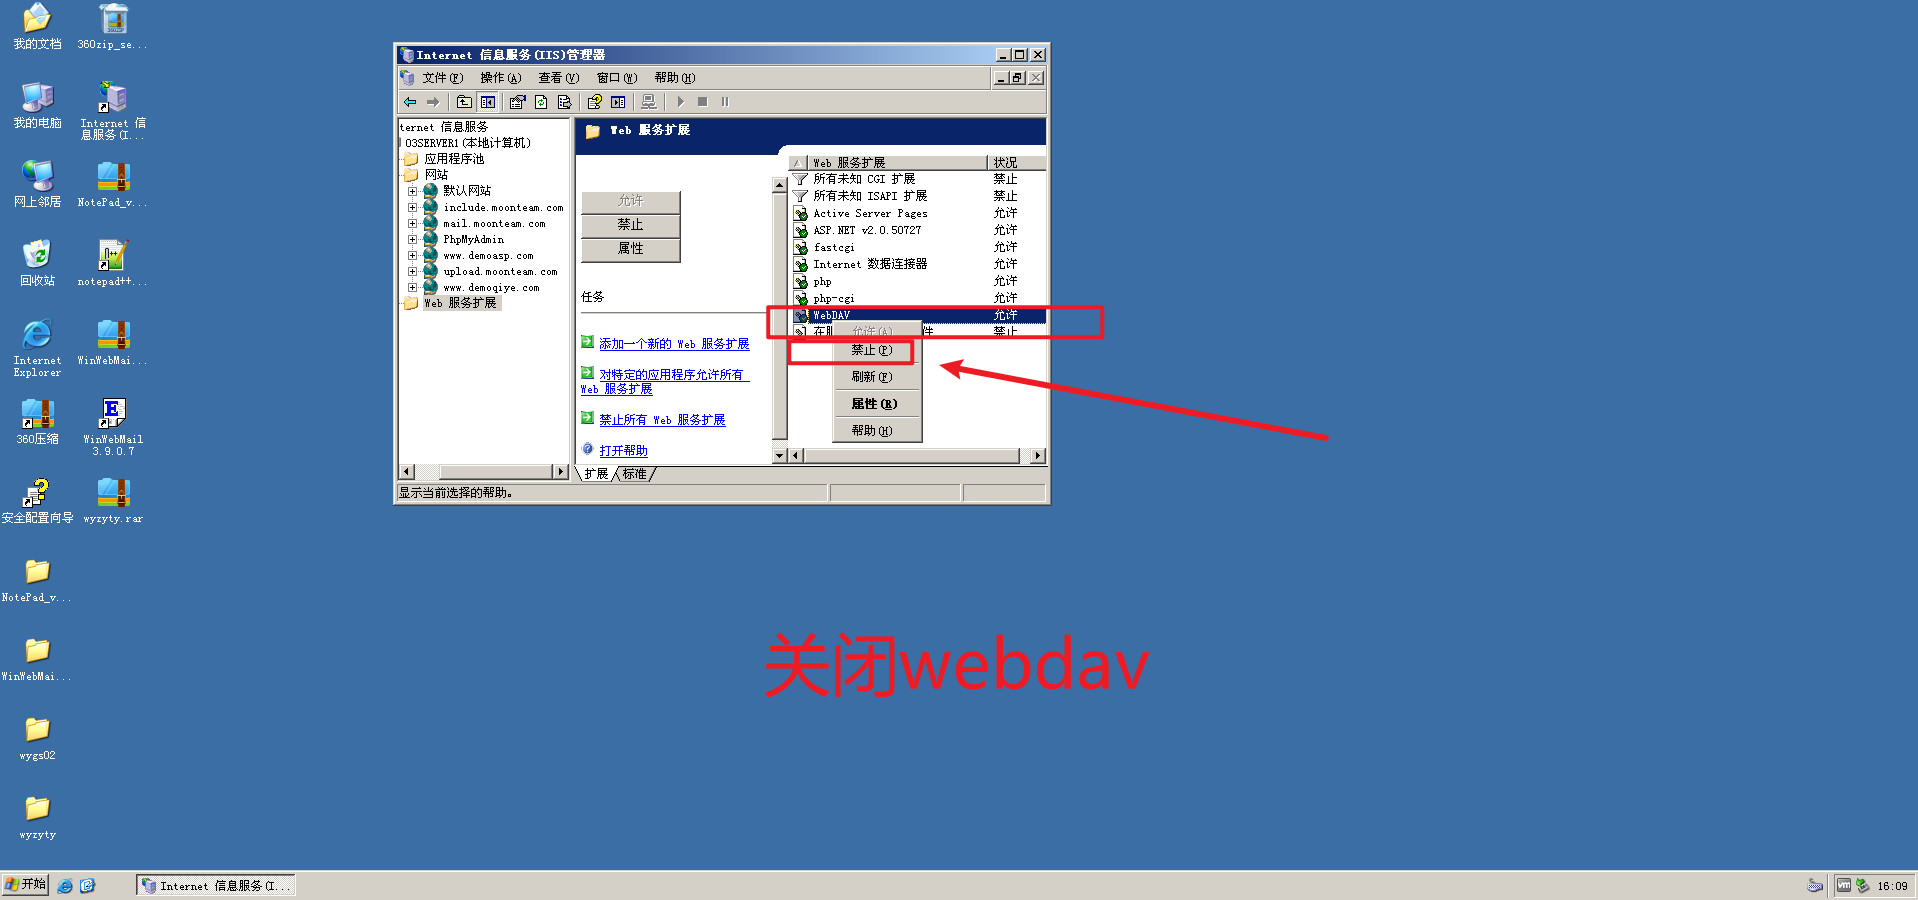 我的文档
360zip_se...
我的电脑
Internet 信
息服务(I...
网上邻居
NotePad_v...
回收站
notepad++...
Internet
Explorer
WinWebMai...
360压缩
WinWebMail
3.9.0.7
安全配置向导
wyzyty.rar
NotePad_v...
WinWebMai...
wygs02
wyzyty
Internet 信息服务(IIS)管理器
文件(F) 操作(A) 查看(V) 窗口(W) 帮助(H)
ternet 信息服务
03SERVER1(本地计算机)
应用程序池
网站
默认网站
include.moonteam.com
mail.moonteam.com
PhpMyAdmin
www.demoasp.com
upload.moonteam.com
www.demoqiye.com
Web 服务扩展
Web 服务扩展
允许
禁止
属性
任务
添加一个新的 Web 服务扩展
对特定的应用程序允许所有
Web 服务扩展
禁止所有 Web 服务扩展
打开帮助
Web 服务扩展 状况
所有未知 CGI 扩展 禁止
所有未知 ISAPI 扩展 禁止
Active Server Pages 允许
ASP.NET v2.0.50727 允许
fastcgi 允许
Internet 数据连接器 允许
php 允许
php-cgi 允许
WebDAV 允许
在 件 禁止
允许(A)
禁止(P)
刷新(F)
属性(R)
帮助(H)
扩展 标准
显示当前选择的帮助。
关闭webdav
开始
Internet 信息服务(I...
16:09